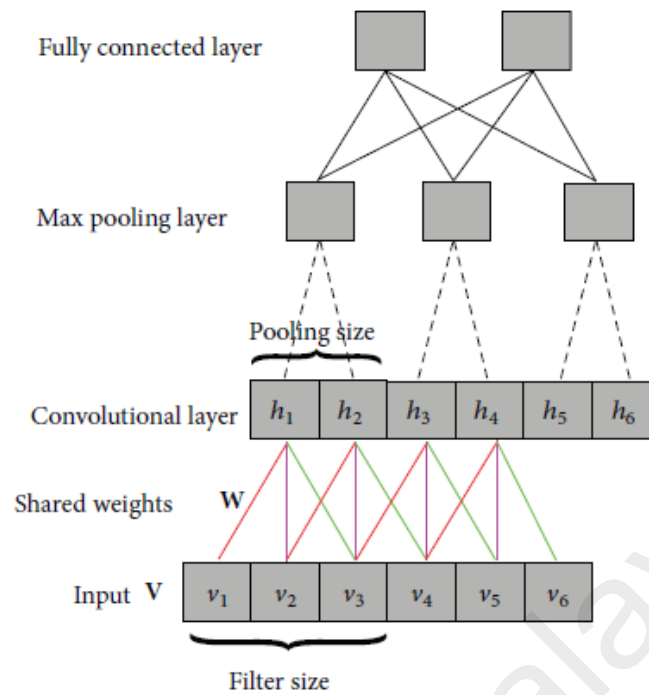 Fully connected layer
Max pooling layer
Pooling size
Convolutional layer h₁ h₂ h₃ h₄ h₅ h₆
Shared weights W
Input V v₁ v₂ v₃ v₄ v₅ v₆
Filter size